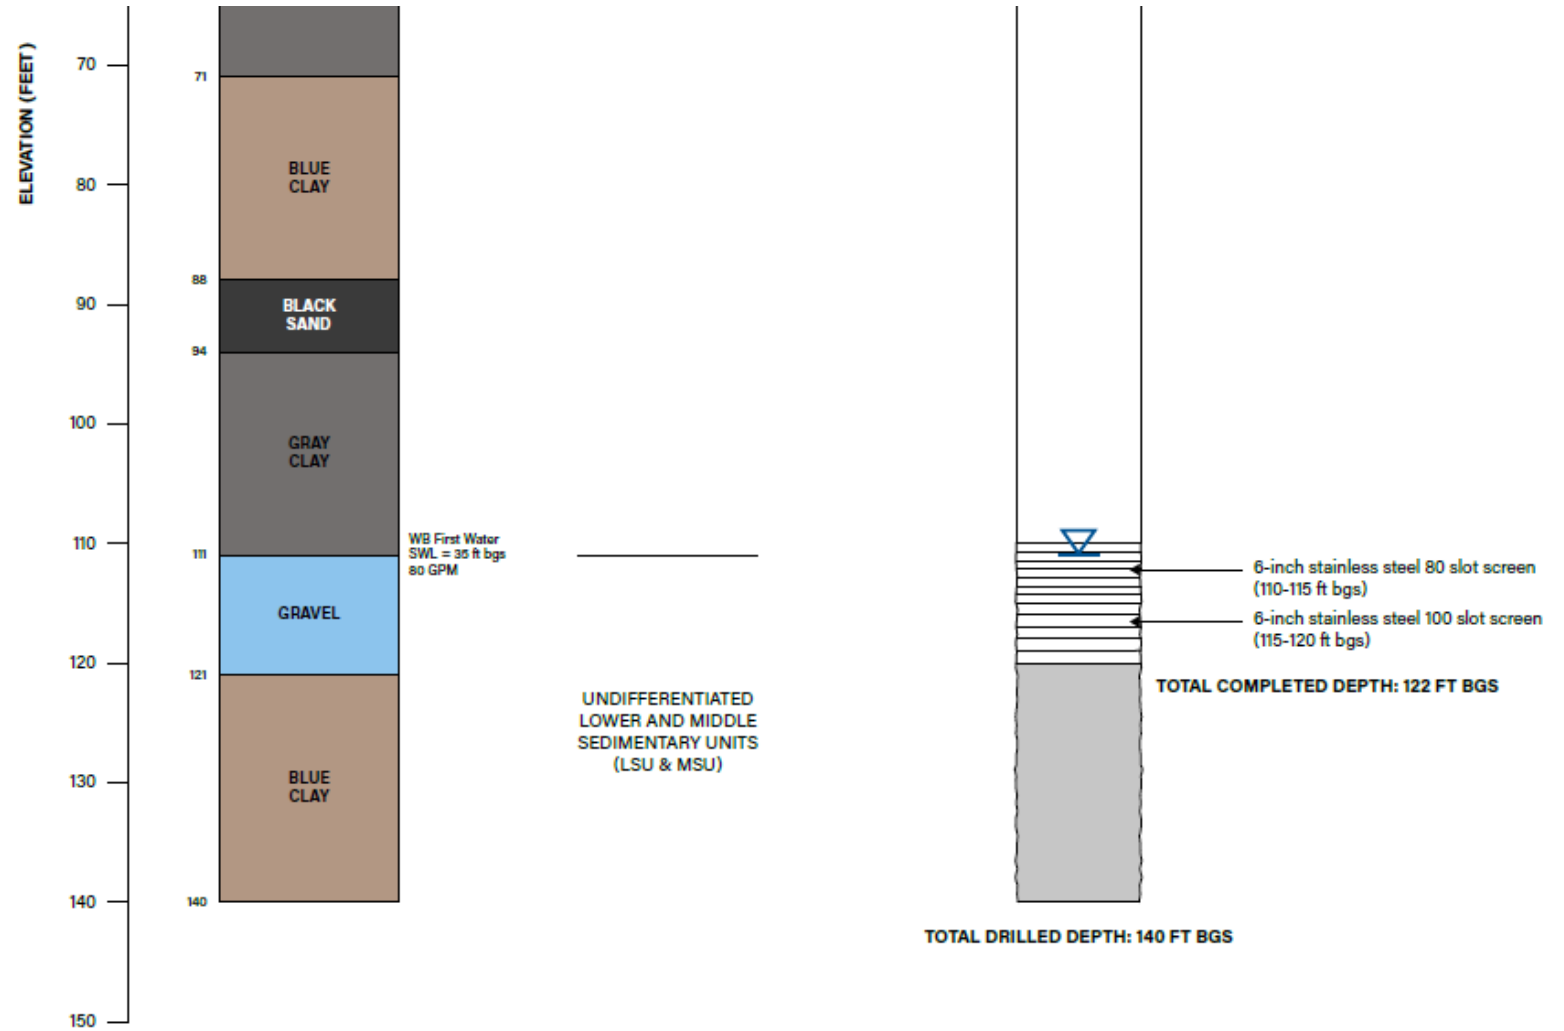 ELEVATION (FEET)
70
80
90
100
110
120
130
140
150
71
88
94
111
121
140
BLUE
CLAY
BLACK
SAND
GRAY
CLAY
GRAVEL
BLUE
CLAY
WB First Water
SWL = 35 ft bgs
80 GPM
UNDIFFERENTIATED
LOWER AND MIDDLE
SEDIMENTARY UNITS
(LSU & MSU)
6-inch stainless steel 80 slot screen
(110-115 ft bgs)
6-inch stainless steel 100 slot screen
(115-120 ft bgs)
TOTAL COMPLETED DEPTH: 122 FT BGS
TOTAL DRILLED DEPTH: 140 FT BGS